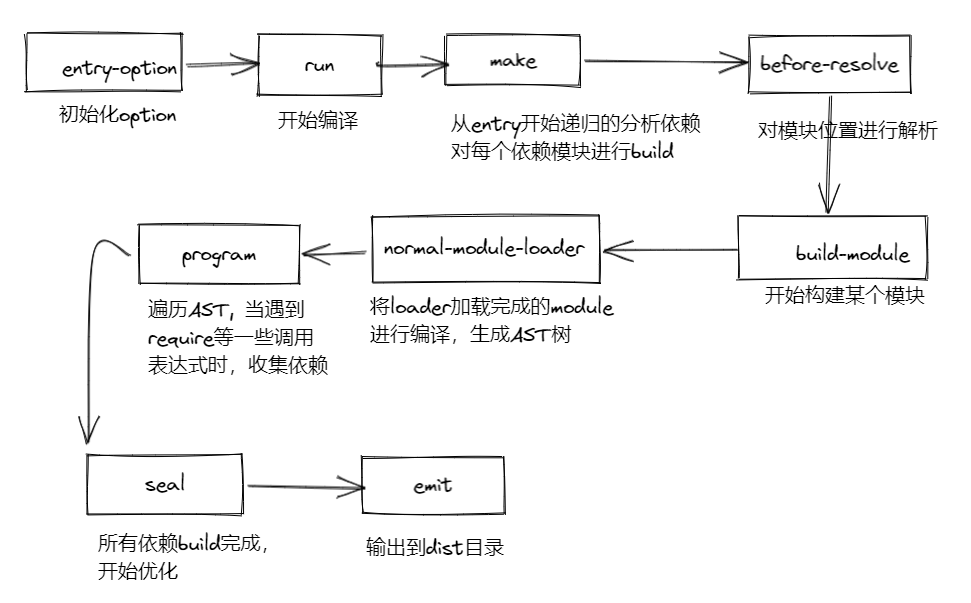 entry-option
初始化option
run
开始编译
make
从entry开始递归的分析依赖
对每个依赖模块进行build
before-resolve
对模块位置进行解析
build-module
开始构建某个模块
normal-module-loader
将loader加载完成的module
进行编译，生成AST树
program
遍历AST，当遇到
require等一些调用
表达式时，收集依赖
seal
所有依赖build完成，
开始优化
emit
输出到dist目录